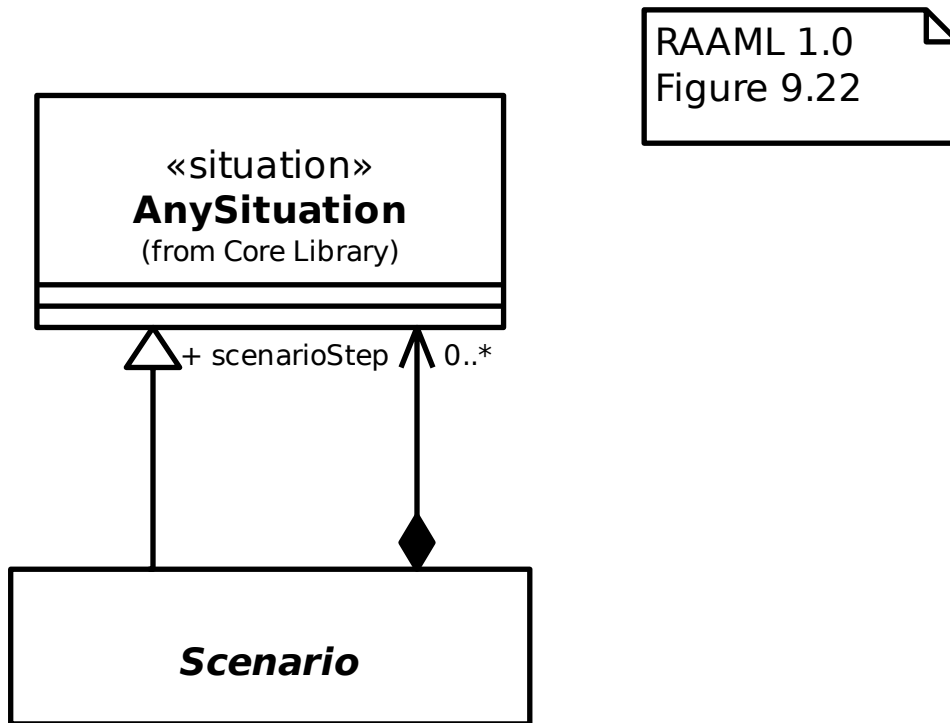 RAAML 1.0
Figure 9.22
«situation»
AnySituation
(from Core Library)
+ scenarioStep
0..*
Scenario